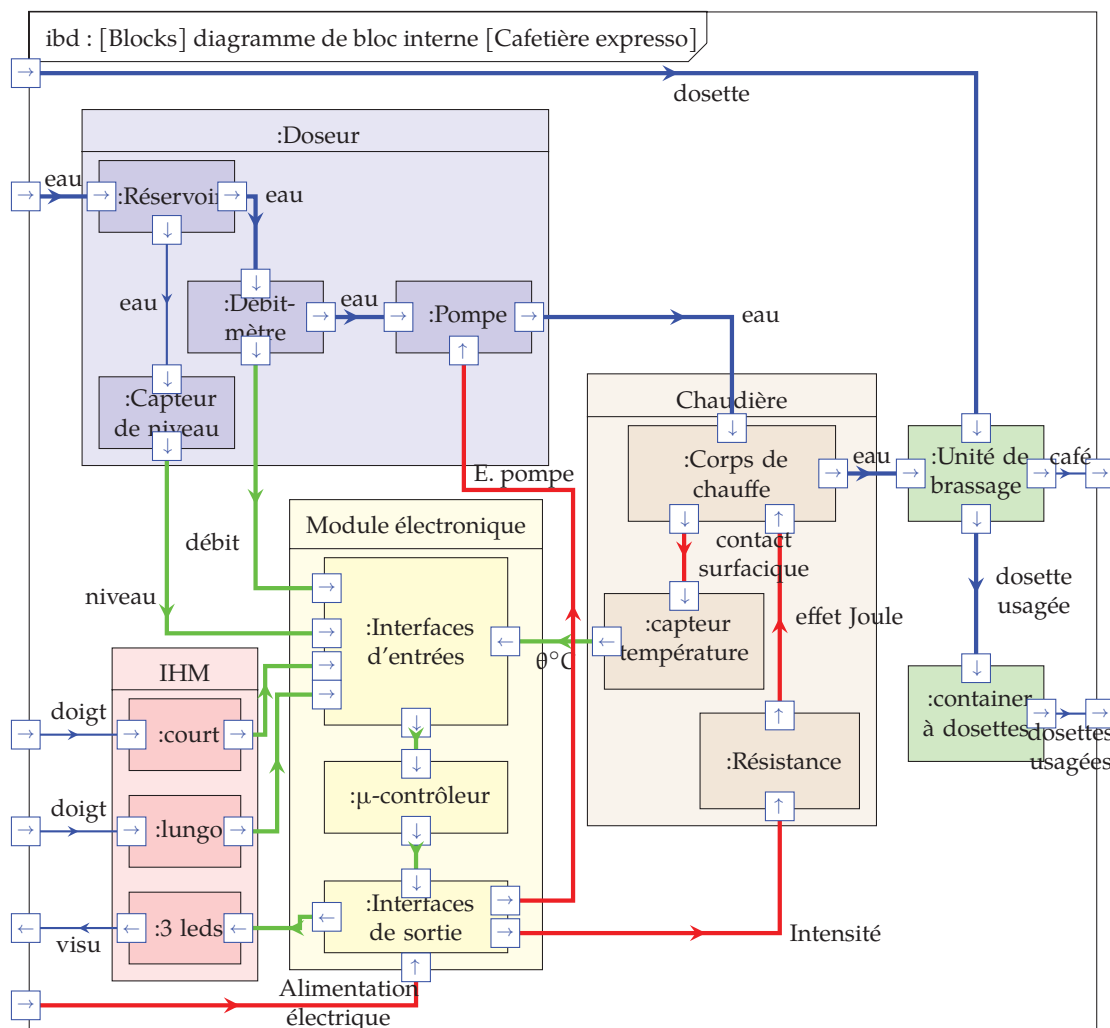 ibd : [Blocks] diagramme de bloc interne [Cafetière expresso]
dosette
:Doseur
eau
:Réservoir
eau
eau
:Débit-
mètre
eau
:Pompe
eau
:Capteur
de niveau
Chaudière
:Corps de
chauffe
eau
:Unité de
brassage
café
E. pompe
Module électronique
débit
contact
surfacique
dosette
usagée
niveau
:Interfaces
d'entrées
θ°C
:capteur
température
effet Joule
IHM
:container
à dosettes
dosettes
usagées
doigt
:court
:Résistance
:µ-contrôleur
doigt
:lungo
:Interfaces
de sortie
:3 leds
visu
Intensité
Alimentation
électrique